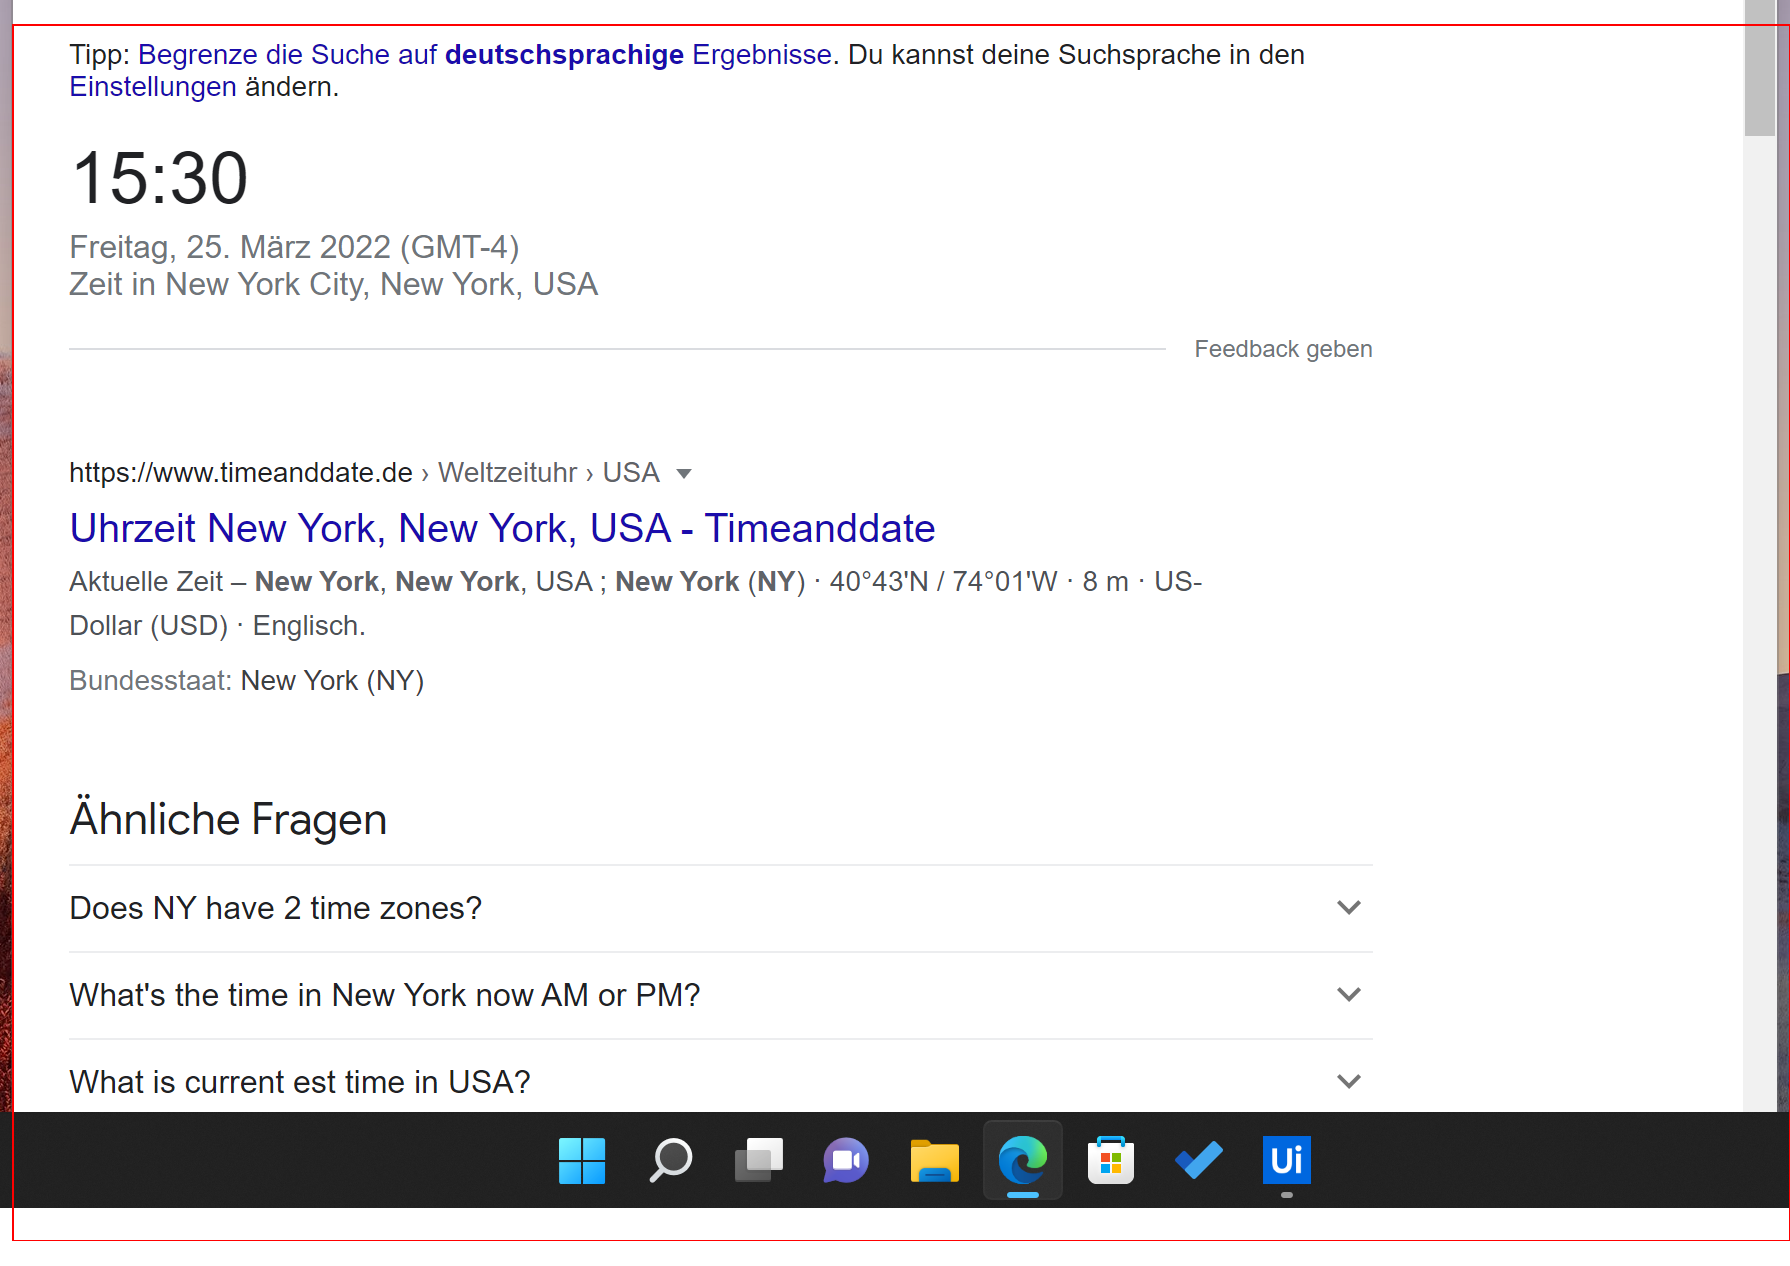 Tipp: Begrenze die Suche auf deutschsprachige Ergebnisse. Du kannst deine Suchsprache in den
Einstellungen ändern.
15:30
Freitag, 25. März 2022 (GMT-4)
Zeit in New York City, New York, USA
Feedback geben
https://www.timeanddate.de › Weltzeituhr › USA
Uhrzeit New York, New York, USA - Timeanddate
Aktuelle Zeit – New York, New York, USA ; New York (NY) · 40°43'N / 74°01'W · 8 m · US-
Dollar (USD) · Englisch.
Bundesstaat: New York (NY)
Ähnliche Fragen
Does NY have 2 time zones?
What's the time in New York now AM or PM?
What is current est time in USA?
Ui